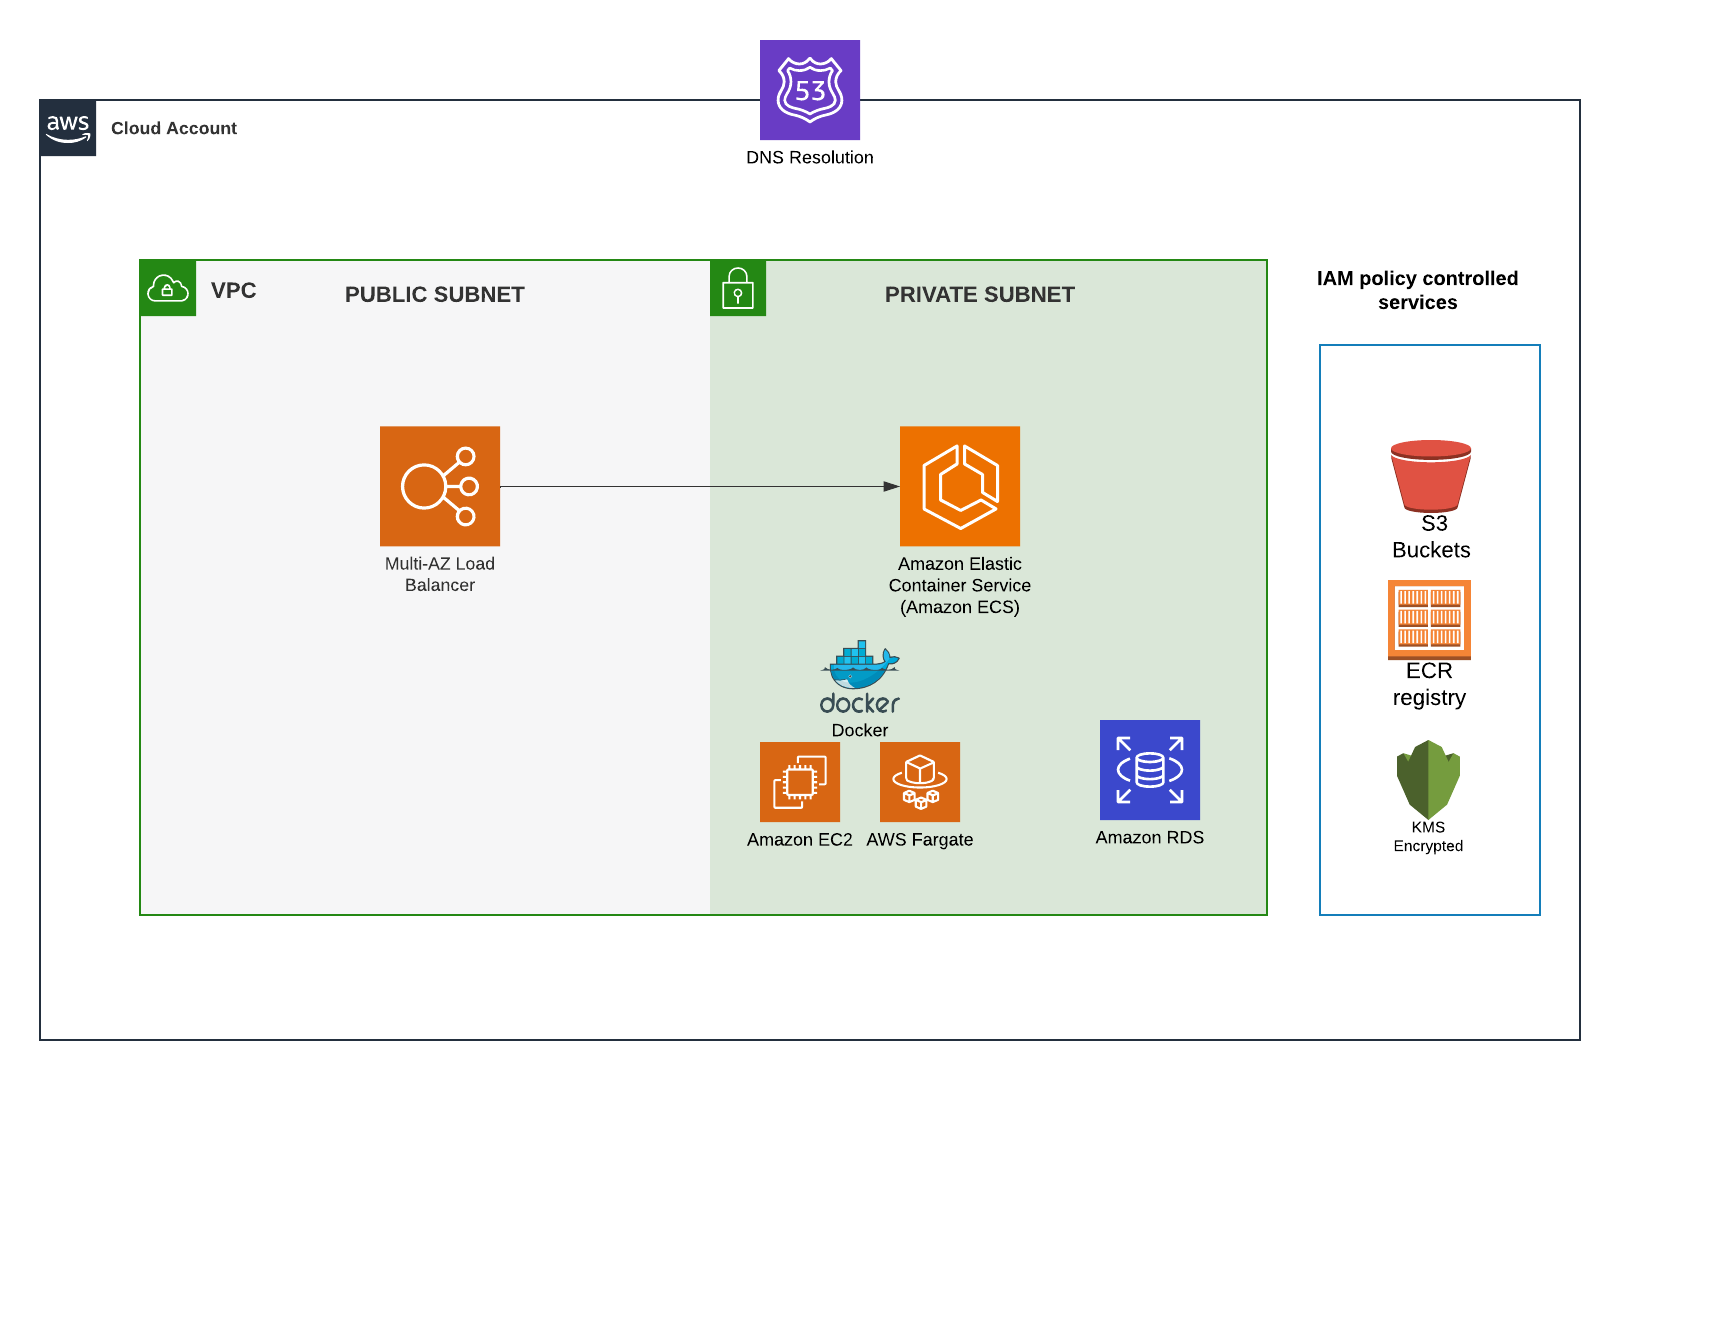 53
DNS Resolution
aws
Cloud Account
VPC
PUBLIC SUBNET
PRIVATE SUBNET
IAM policy controlled
services
Multi-AZ Load
Balancer
Amazon Elastic
Container Service
(Amazon ECS)
docker
Docker
Amazon EC2
AWS Fargate
Amazon RDS
S3
Buckets
ECR
registry
KMS
Encrypted